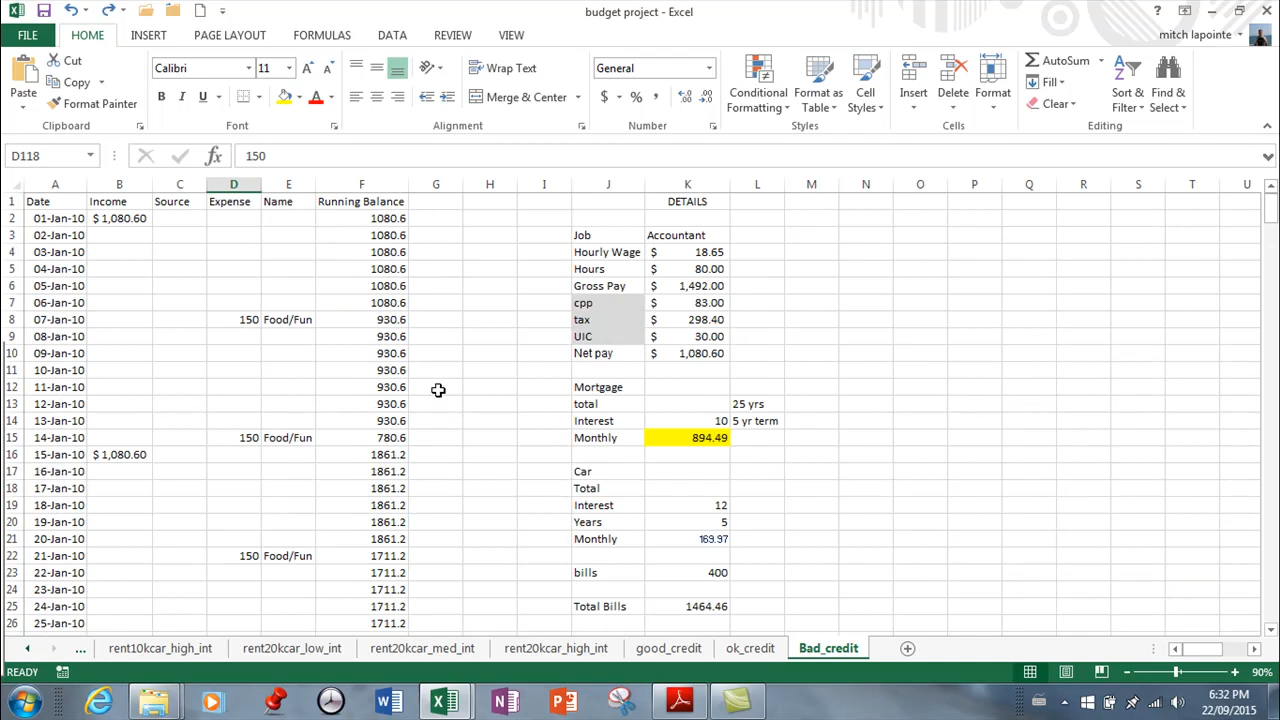 budget project - Excel
?
FILE HOME INSERT PAGE LAYOUT FORMULAS DATA REVIEW VIEW mitch lapointe
Paste
Cut
Copy
Format Painter
Clipboard
Calibri 11
B I U
Font
Wrap Text
Merge & Center
Alignment
General
$ % ,
Number
Conditional Formatting
Format as Table
Cell Styles
Styles
Insert Delete Format
Cells
AutoSum
Fill
Clear
Sort & Filter
Find & Select
Editing
D118 fx 150
A B C D E F G H I J K L M N O P Q R S T U
1 Date Income Source Expense Name Running Balance DETAILS
2 01-Jan-10 $ 1,080.60 1080.6
3 02-Jan-10 1080.6 Job Accountant
4 03-Jan-10 1080.6 Hourly Wage $ 18.65
5 04-Jan-10 1080.6 Hours $ 80.00
6 05-Jan-10 1080.6 Gross Pay $ 1,492.00
7 06-Jan-10 1080.6 cpp $ 83.00
8 07-Jan-10 150 Food/Fun 930.6 tax $ 298.40
9 08-Jan-10 930.6 UIC $ 30.00
10 09-Jan-10 930.6 Net pay $ 1,080.60
11 10-Jan-10 930.6
12 11-Jan-10 930.6 Mortgage
13 12-Jan-10 930.6 total 25 yrs
14 13-Jan-10 930.6 Interest 10 5 yr term
15 14-Jan-10 150 Food/Fun 780.6 Monthly 894.49
16 15-Jan-10 $ 1,080.60 1861.2
17 16-Jan-10 1861.2 Car
18 17-Jan-10 1861.2 Total
19 18-Jan-10 1861.2 Interest 12
20 19-Jan-10 1861.2 Years 5
21 20-Jan-10 1861.2 Monthly 169.97
22 21-Jan-10 150 Food/Fun 1711.2
23 22-Jan-10 1711.2 bills 400
24 23-Jan-10 1711.2
25 24-Jan-10 1711.2 Total Bills 1464.46
26 25-Jan-10 1711.2
... rent10kcar_high_int rent20kcar_low_int rent20kcar_med_int rent20kcar_high_int good_credit ok_credit Bad_credit
READY 90%
6:32 PM
22/09/2015